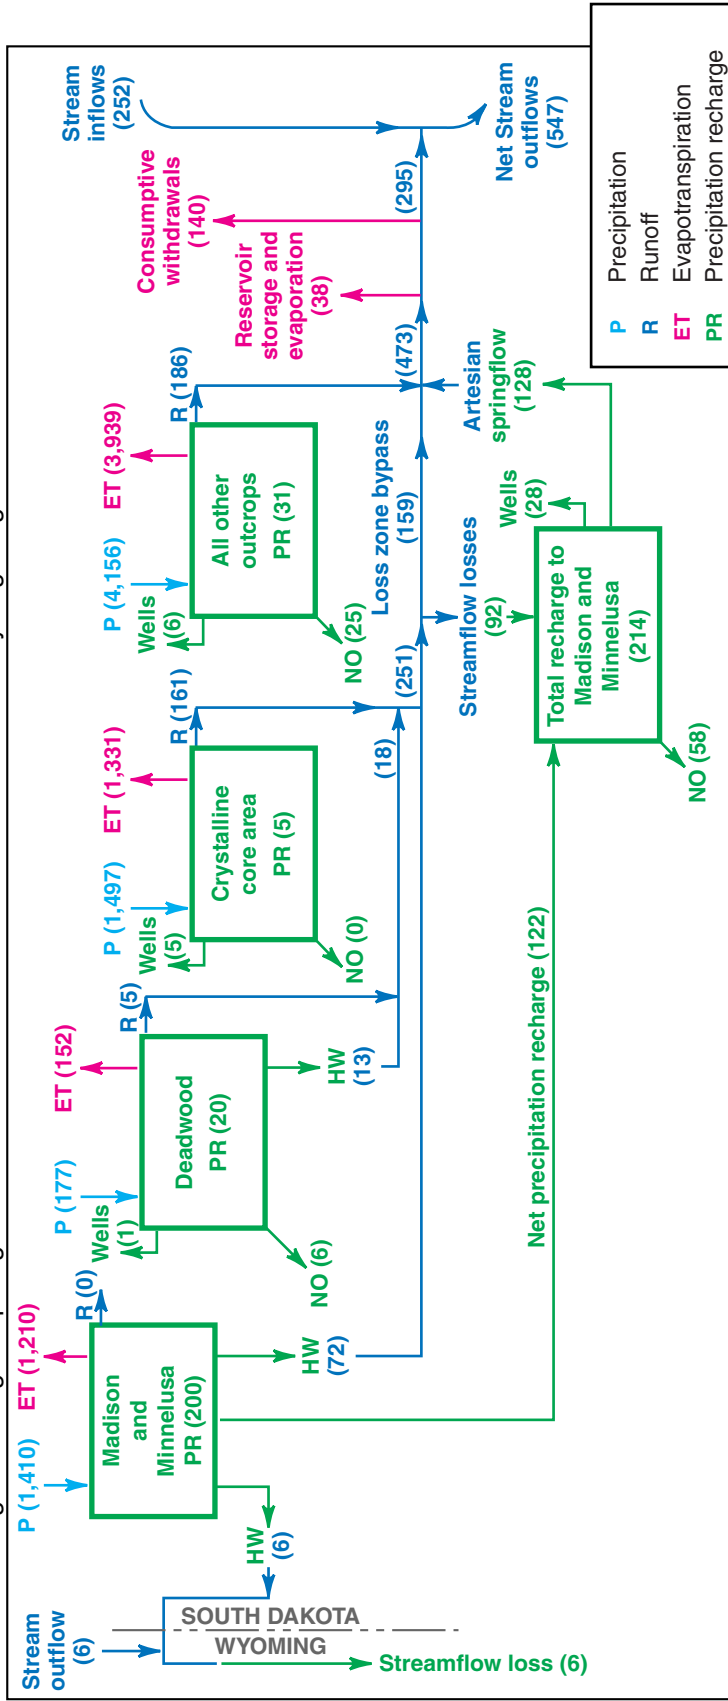 Stream
outflow
(6)
SOUTH DAKOTA
WYOMING
Streamflow loss (6)
HW
(6)
P (1,410)
ET (1,210)
R (0)
Madison
and
Minnelusa
PR (200)
HW
(72)
Net precipitation recharge (122)
P (177)
ET (152)
Wells
(1)
R (5)
Deadwood
PR (20)
NO (6)
HW
(13)
(18)
P (1,497)
ET (1,331)
Wells
(5)
R (161)
Crystalline
core area
PR (5)
NO (0)
(251)
P (4,156)
ET (3,939)
Wells
(6)
R (186)
All other
outcrops
PR (31)
NO (25)
Loss zone bypass
(159)
Streamflow losses
(92)
Total recharge to
Madison and
Minnelusa
(214)
NO (58)
Wells
(28)
Artesian
springflow
(128)
(473)
Reservoir
storage and
evaporation
(38)
Consumptive
withdrawals
(140)
(295)
Stream
inflows
(252)
Net Stream
outflows
(547)
P Precipitation
R Runoff
ET Evapotranspiration
PR Precipitation recharge